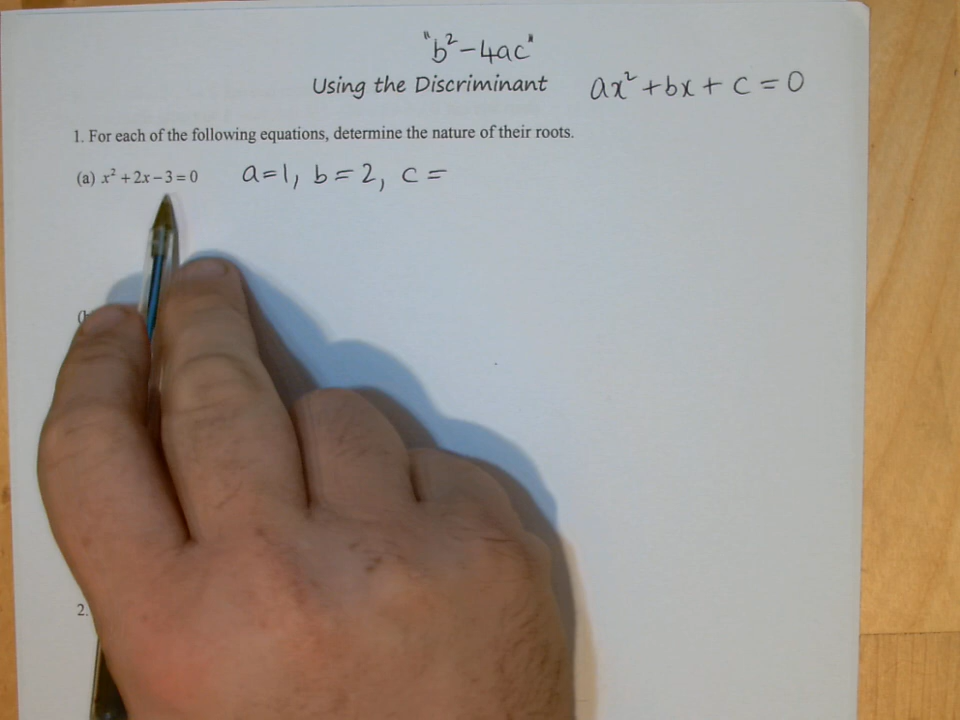 "b²-4ac"
Using the Discriminant ax²+bx+c=0
1. For each of the following equations, determine the nature of their roots.
(a) x²+2x-3=0 a=1, b=2, c=
2.